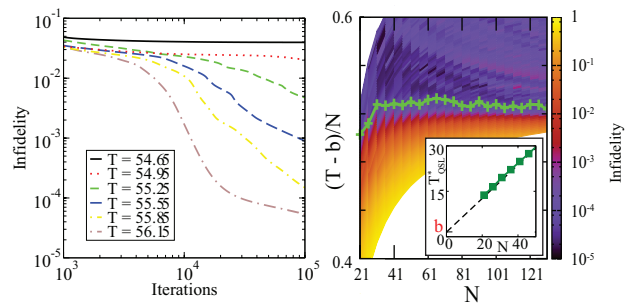 10^-1
10^-2
10^-3
10^-4
10^-5
Infidelity
T = 54.65
T = 54.95
T = 55.25
T = 55.55
T = 55.85
T = 56.15
10^3
10^4
10^5
Iterations
0.6
0.4
(T - b)/N
21
41
61
81
101
121
N
30
15
0
T*QSL
b
0
20
40
N
1
10^-1
10^-2
10^-3
10^-4
10^-5
Infidelity